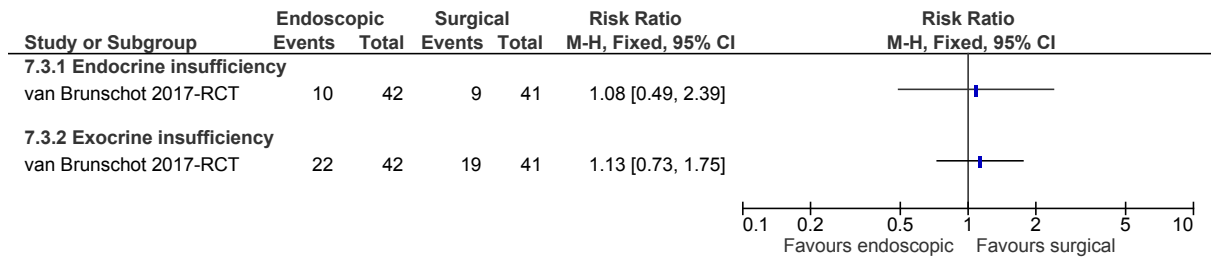 Endoscopic Surgical Risk Ratio Risk Ratio
Study or Subgroup Events Total Events Total M-H, Fixed, 95% CI M-H, Fixed, 95% CI
7.3.1 Endocrine insufficiency
van Brunschot 2017-RCT 10 42 9 41 1.08 [0.49, 2.39]
7.3.2 Exocrine insufficiency
van Brunschot 2017-RCT 22 42 19 41 1.13 [0.73, 1.75]
0.1 0.2 0.5 1 2 5 10
Favours endoscopic Favours surgical